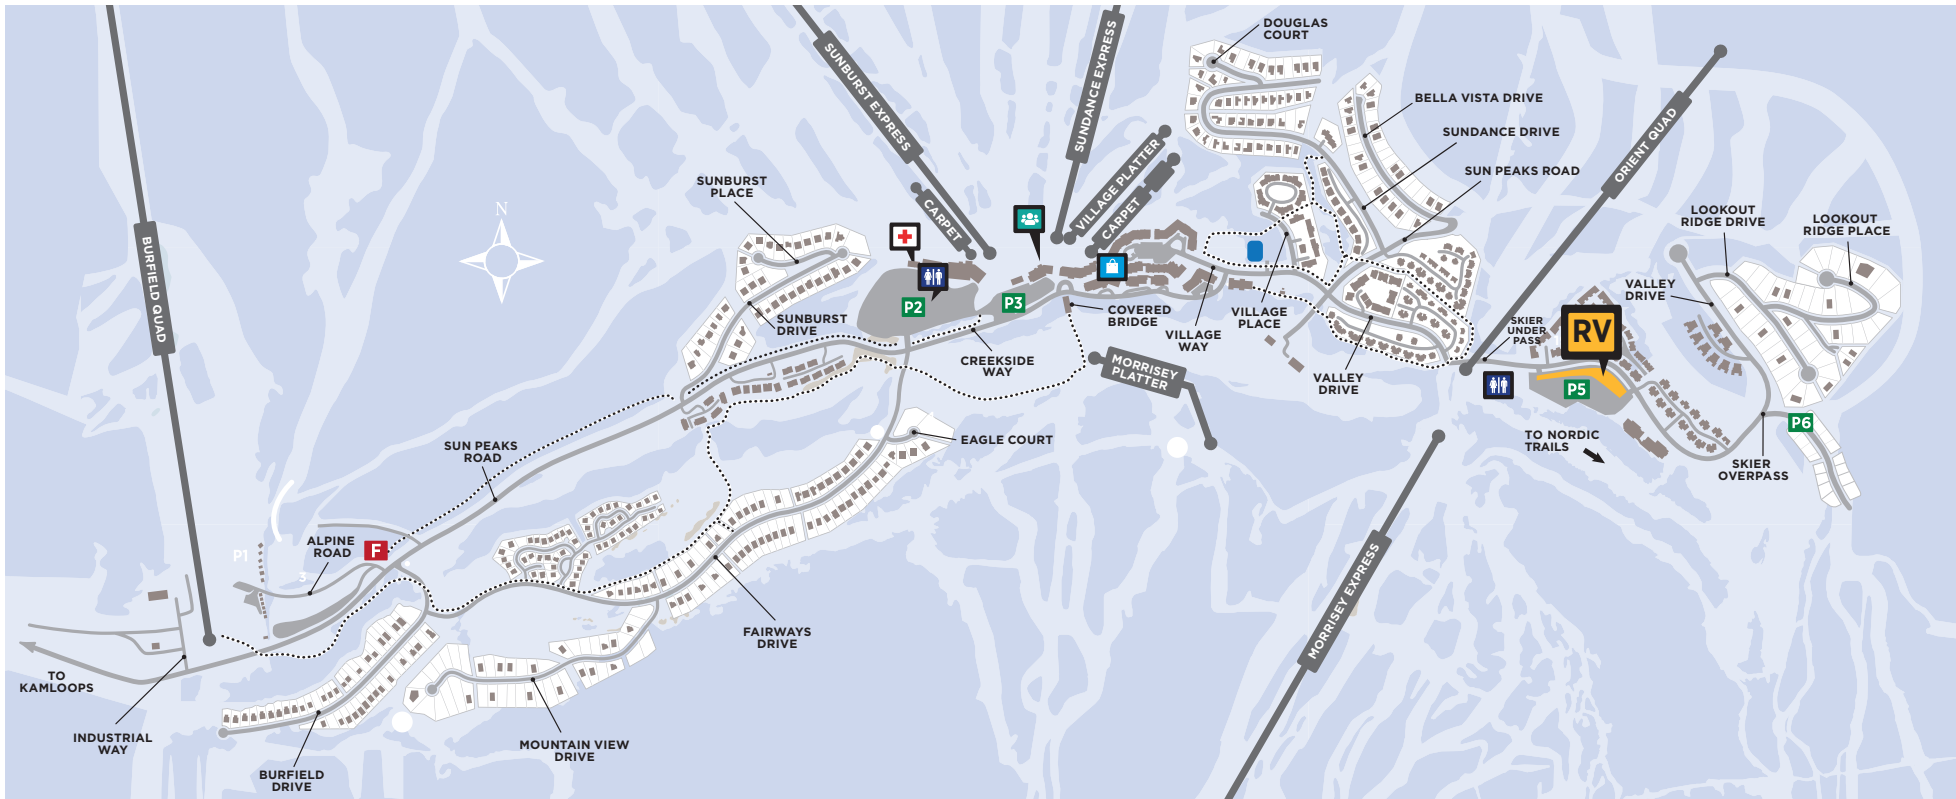 DOUGLAS
COURT
SUNBURST EXPRESS
SUNDANCE EXPRESS
BELLA VISTA DRIVE
SUNDANCE DRIVE
ORIENT QUAD
VILLAGE PLATTER
SUN PEAKS ROAD
SUNBURST
PLACE
CARPET
CARPET
N
LOOKOUT
RIDGE DRIVE
LOOKOUT
RIDGE PLACE
BURFIELD QUAD
VALLEY
DRIVE
P2
P3
SUNBURST
DRIVE
COVERED
BRIDGE
VILLAGE
PLACE
VILLAGE
WAY
SKIER
UNDER
PASS
RV
CREEKSIDE
WAY
MORRISEY
PLATTER
VALLEY
DRIVE
P5
P6
EAGLE COURT
SUN PEAKS
ROAD
TO NORDIC
TRAILS
SKIER
OVERPASS
ALPINE
ROAD
F
P1
3
MORRISEY EXPRESS
FAIRWAYS
DRIVE
TO
KAMLOOPS
INDUSTRIAL
WAY
MOUNTAIN VIEW
DRIVE
BURFIELD
DRIVE